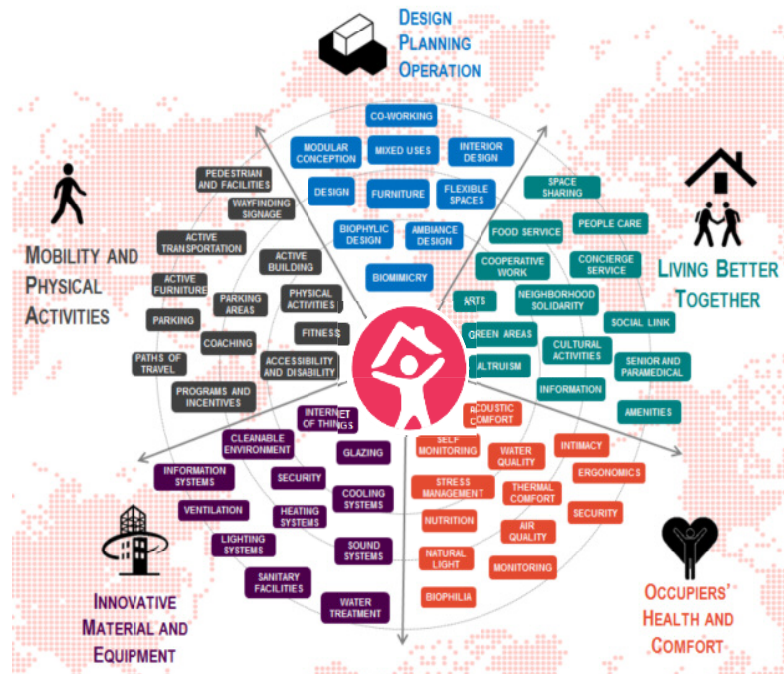 DESIGN
PLANNING
OPERATION
CO-WORKING
MODULAR
CONCEPTION
MIXED USES
INTERIOR
DESIGN
DESIGN
FURNITURE
FLEXIBLE
SPACES
BIOPHYLIC
DESIGN
AMBIANCE
DESIGN
BIOMIMICRY
MOBILITY AND
PHYSICAL
ACTIVITIES
PEDESTRIAN
AND FACILITIES
WAYFINDING
SIGNAGE
ACTIVE
TRANSPORTATION
ACTIVE
BUILDING
ACTIVE
FURNITURE
PARKING
AREAS
PHYSICAL
ACTIVITIES
PARKING
FITNESS
COACHING
PATHS OF
TRAVEL
ACCESSIBILITY
AND DISABILITY
PROGRAMS AND
INCENTIVES
LIVING BETTER
TOGETHER
SPACE
SHARING
PEOPLE CARE
FOOD SERVICE
CONCIERGE
SERVICE
COOPERATIVE
WORK
ARTS
NEIGHBORHOOD
SOLIDARITY
SOCIAL LINK
GREEN AREAS
CULTURAL
ACTIVITIES
SENIOR AND
PARAMEDICAL
ALTRUISM
INFORMATION
AMENITIES
INTERNET
OF THINGS
CLEANABLE
ENVIRONMENT
GLAZING
INFORMATION
SYSTEMS
SECURITY
COOLING
SYSTEMS
VENTILATION
HEATING
SYSTEMS
LIGHTING
SYSTEMS
SOUND
SYSTEMS
SANITARY
FACILITIES
WATER
TREATMENT
INNOVATIVE
MATERIAL AND
EQUIPMENT
ACOUSTIC
COMFORT
SELF
MONITORING
WATER
QUALITY
INTIMACY
ERGONOMICS
STRESS
MANAGEMENT
THERMAL
COMFORT
SECURITY
NUTRITION
AIR
QUALITY
NATURAL
LIGHT
MONITORING
BIOPHILIA
OCCUPIERS'
HEALTH AND
COMFORT